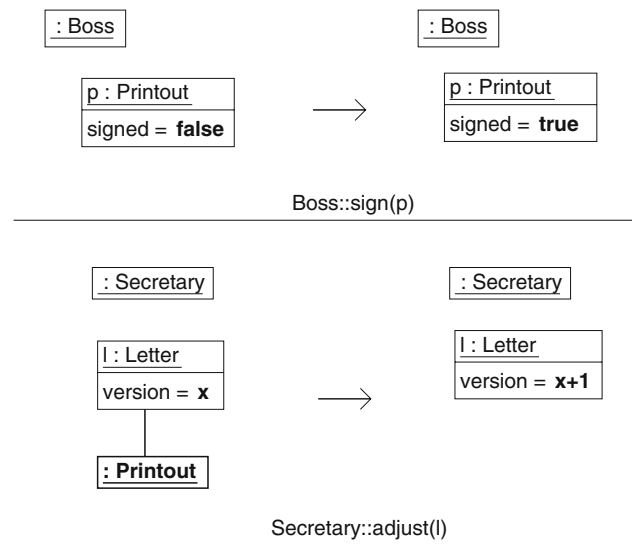 : Boss
: Boss
p : Printout
signed = false
p : Printout
signed = true
Boss::sign(p)
: Secretary
: Secretary
l : Letter
version = x
l : Letter
version = x+1
: Printout
Secretary::adjust(l)